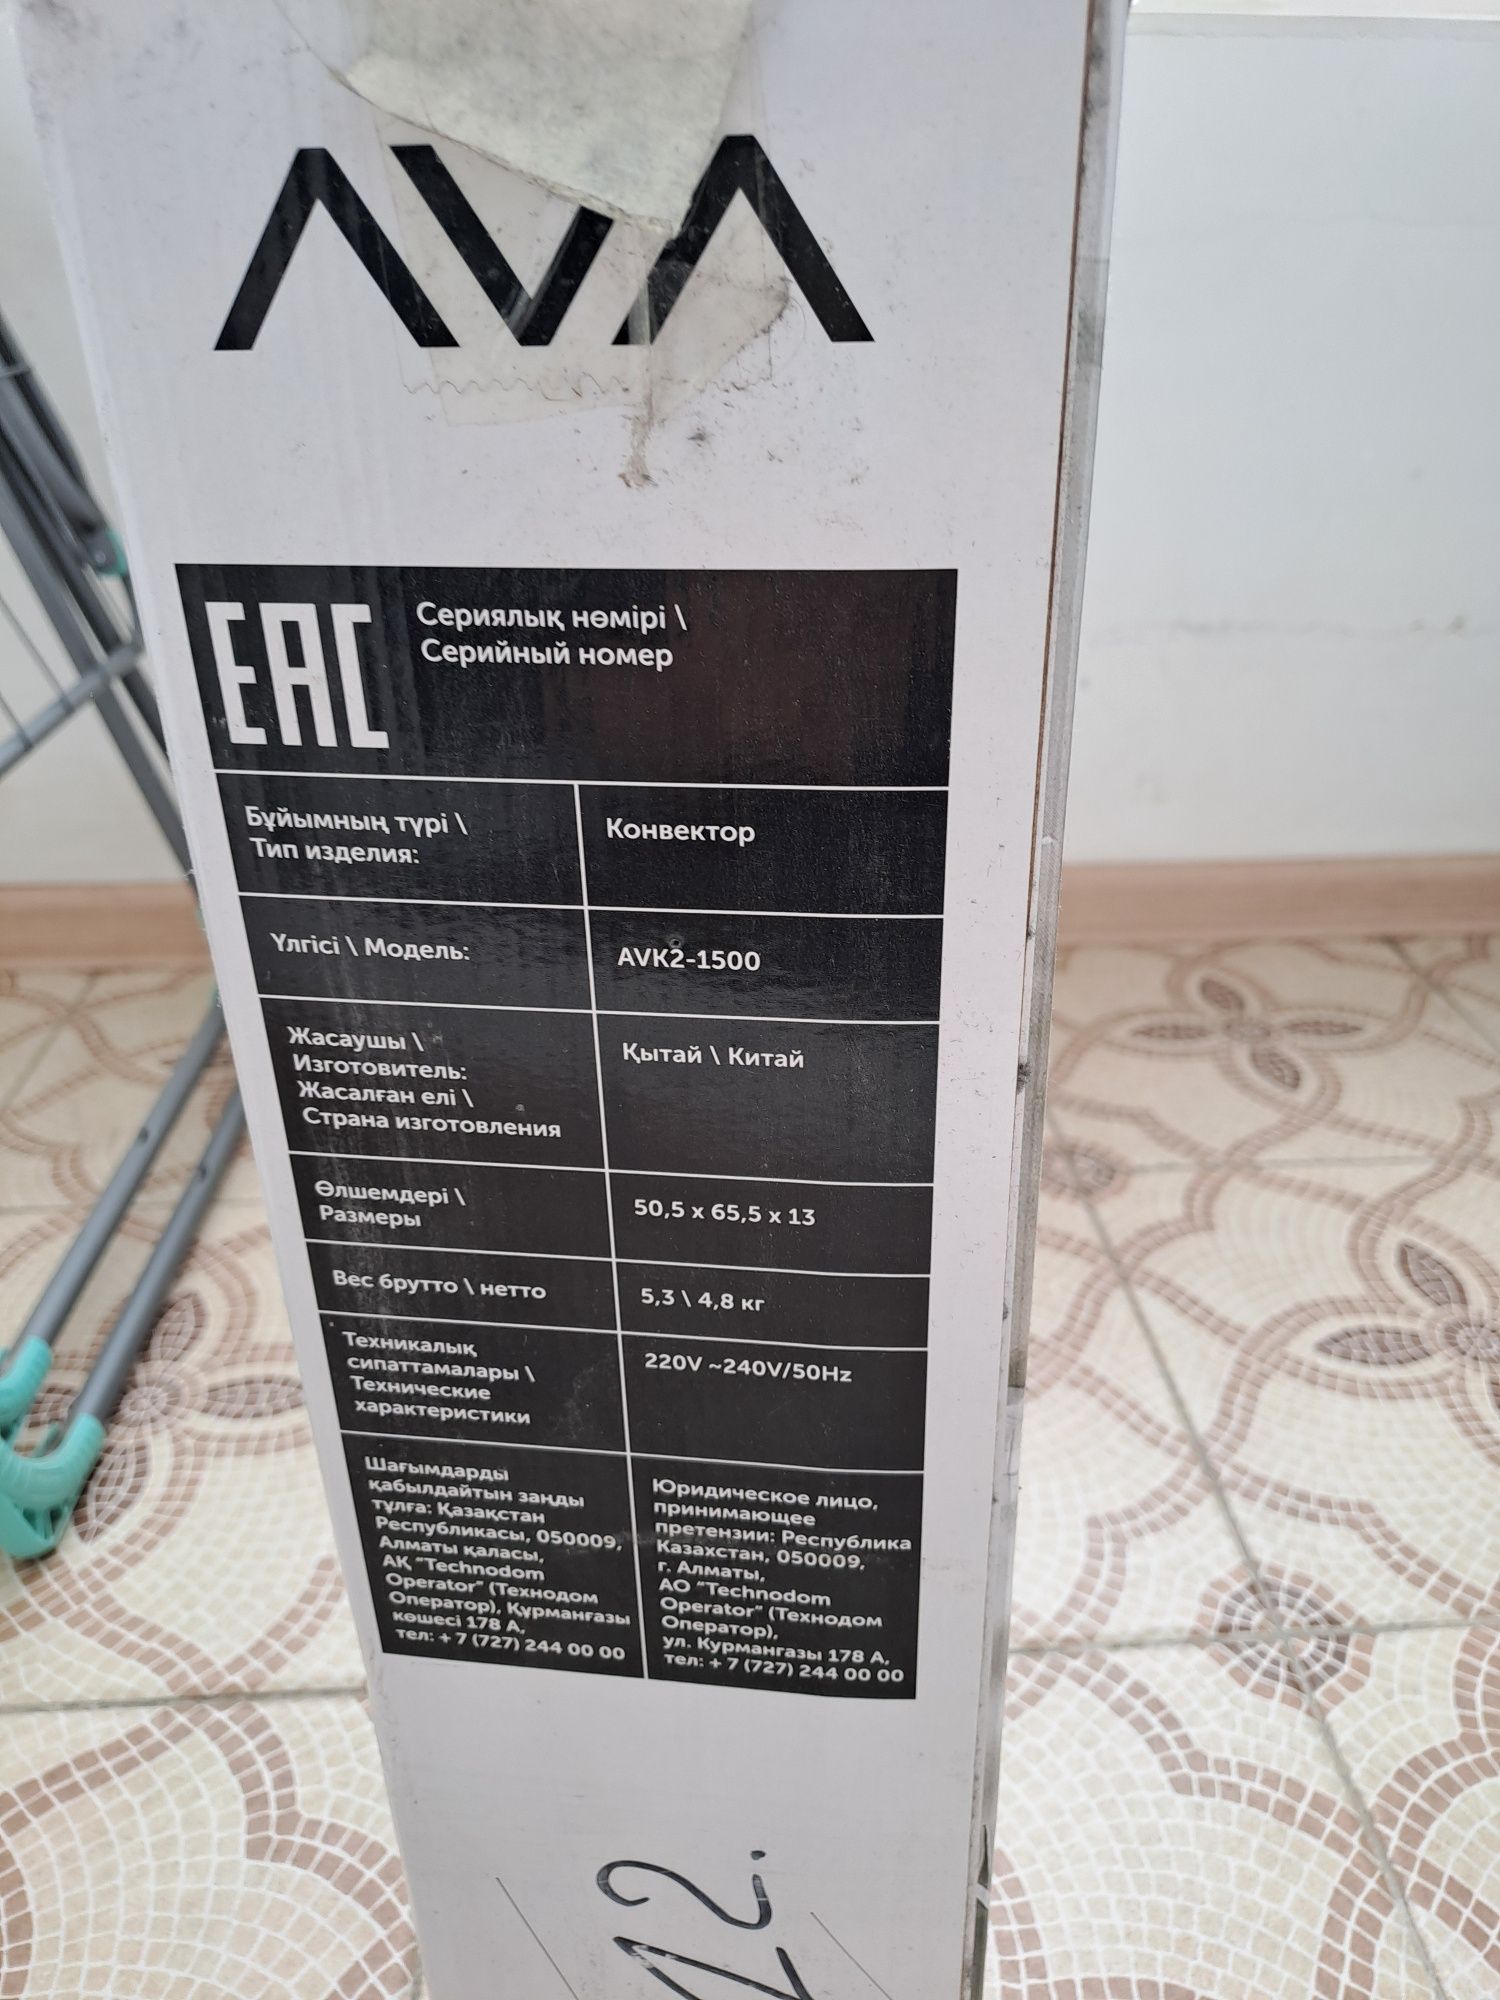 AVA
EAC
Сериялық нөмірі \
Серийный номер
Бұйымның түрі \
Тип изделия:
Конвектор
Үлгісі \ Модель:
AVK2-1500
Жасаушы \
Изготовитель:
Жасалған елі \
Страна изготовления
Қытай \ Китай
Өлшемдері \
Размеры
50,5 x 65,5 x 13
Вес брутто \ нетто
5,3 \ 4,8 кг
Техникалық
сипаттамалары \
Технические
характеристики
220V ~240V/50Hz
Шағымдарды
қабылдайтын заңды
тұлға: Қазақстан
Республикасы, 050009,
Алматы қаласы,
АҚ "Technodom
Operator" (Технодом
Оператор), Құрманғазы
көшесі 178 А,
тел: + 7 (727) 244 00 00
Юридическое лицо,
принимающее
претензии: Республика
Казахстан, 050009,
г. Алматы,
АО "Technodom
Operator" (Технодом
Оператор),
ул. Курмангазы 178 А,
тел: + 7 (727) 244 00 00